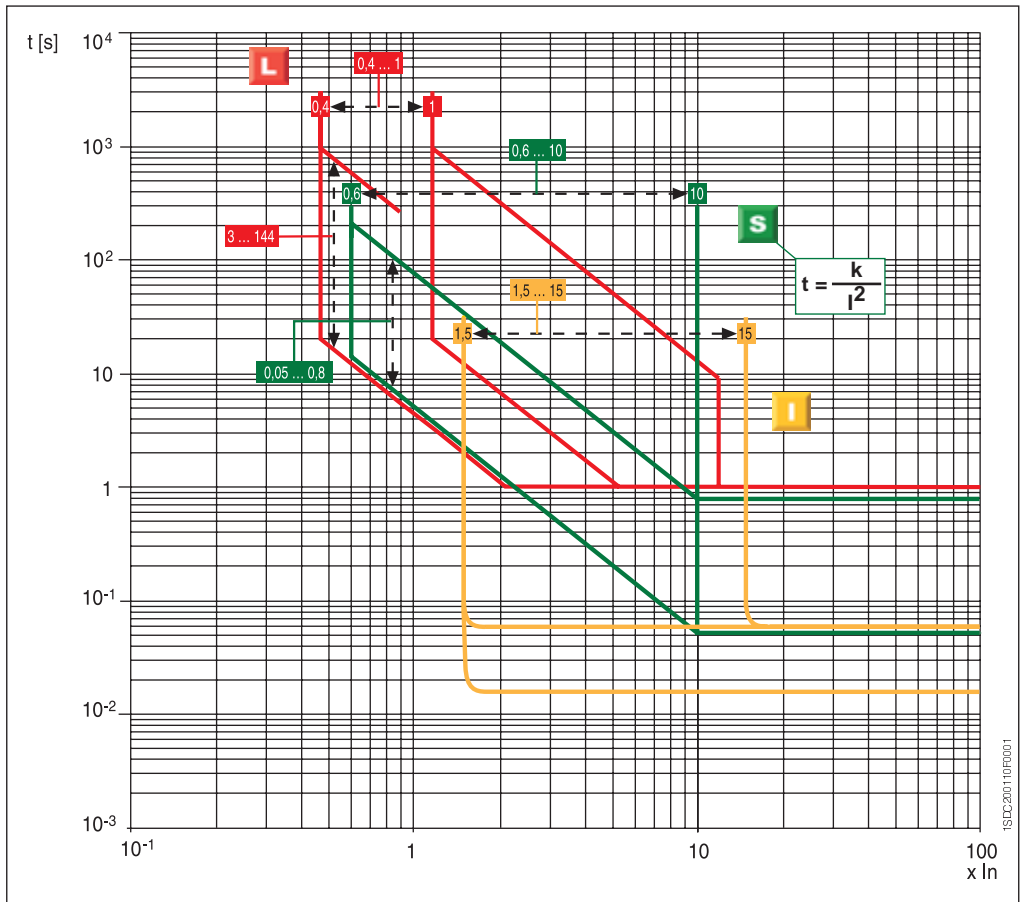 t [s]
10⁴
L
0,4 ... 1
0,4
1
10³
0,6 ... 10
0,6
10
S
3 ... 144
10²
t = k / I²
1,5 ... 15
1,5
15
0,05 ... 0,8
10
I
1
10⁻¹
10⁻²
10⁻³
10⁻¹
1
10
100
x In
1SDC200110F0001